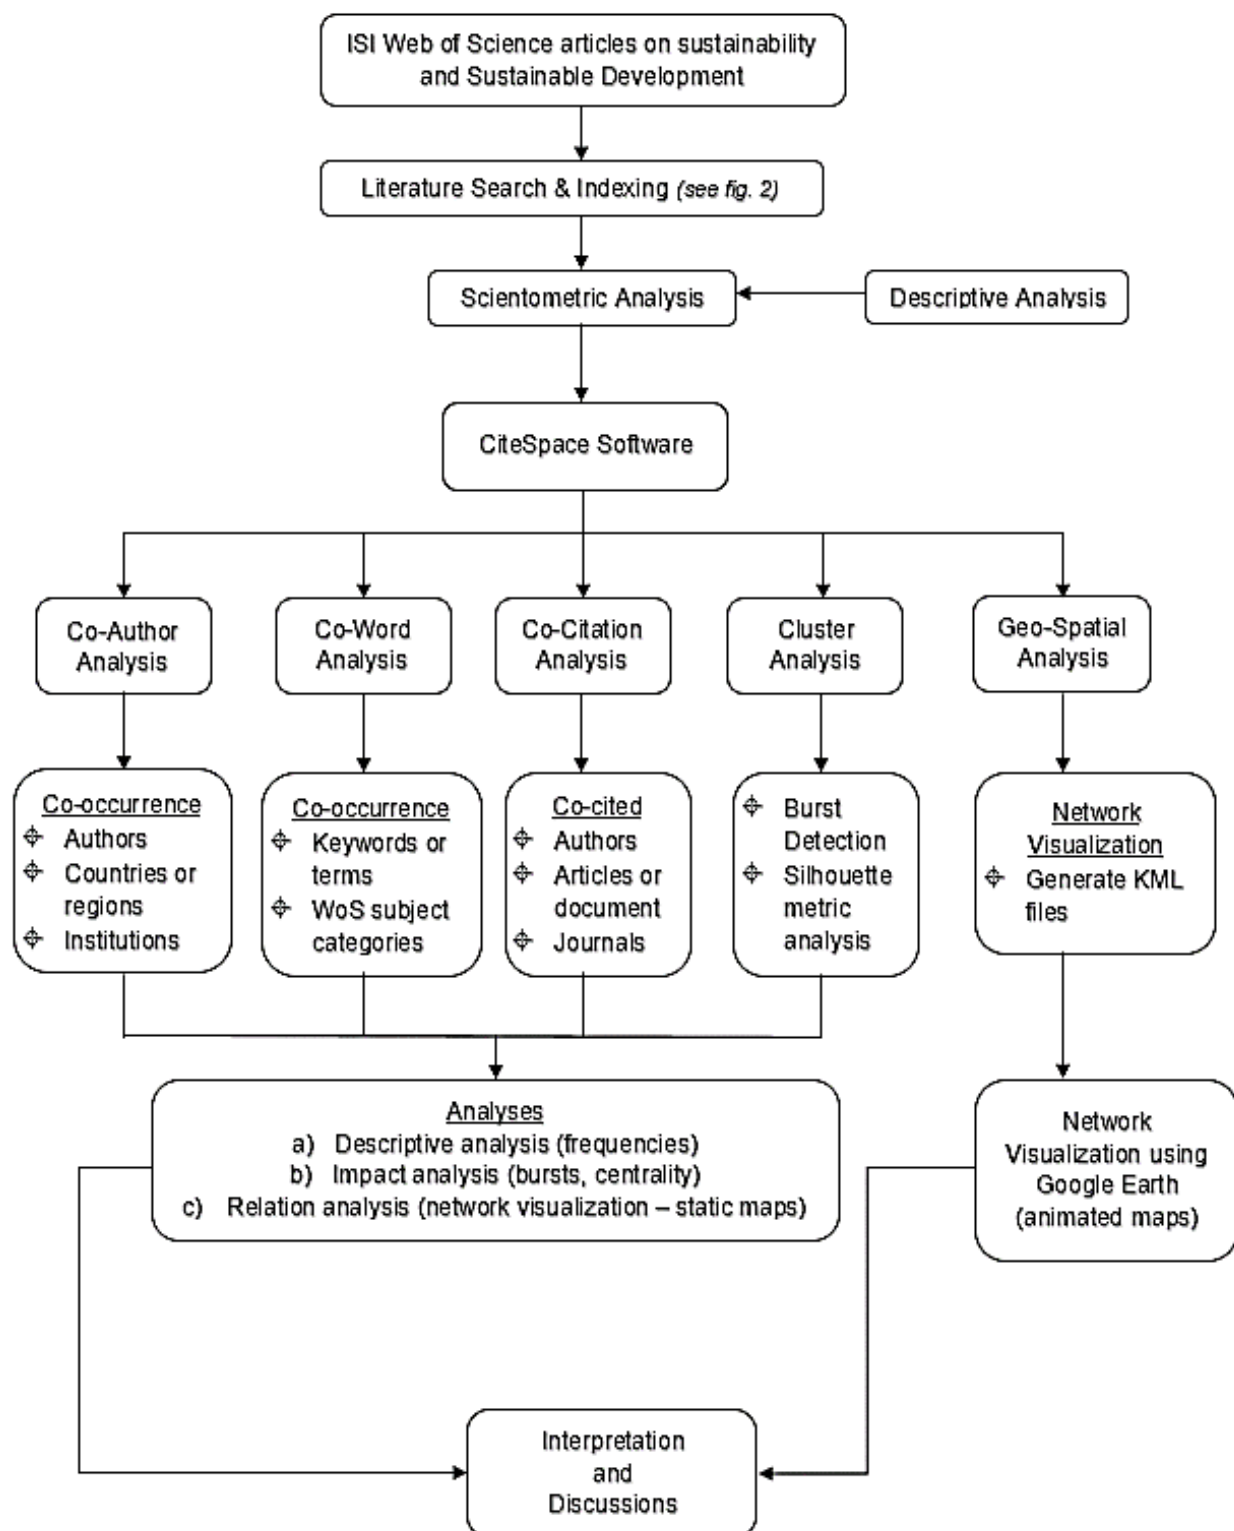 ISI Web of Science articles on sustainability
and Sustainable Development
Literature Search & Indexing (see fig. 2)
Scientometric Analysis
Descriptive Analysis
CiteSpace Software
Co-Author
Analysis
Co-Word
Analysis
Co-Citation
Analysis
Cluster
Analysis
Geo-Spatial
Analysis
Co-occurrence
Authors
Countries or
regions
Institutions
Co-occurrence
Keywords or
terms
WoS subject
categories
Co-cited
Authors
Articles or
document
Journals
Burst
Detection
Silhouette
metric
analysis
Network
Visualization
Generate KML
files
Analyses
a) Descriptive analysis (frequencies)
b) Impact analysis (bursts, centrality)
c) Relation analysis (network visualization – static maps)
Network
Visualization using
Google Earth
(animated maps)
Interpretation
and
Discussions